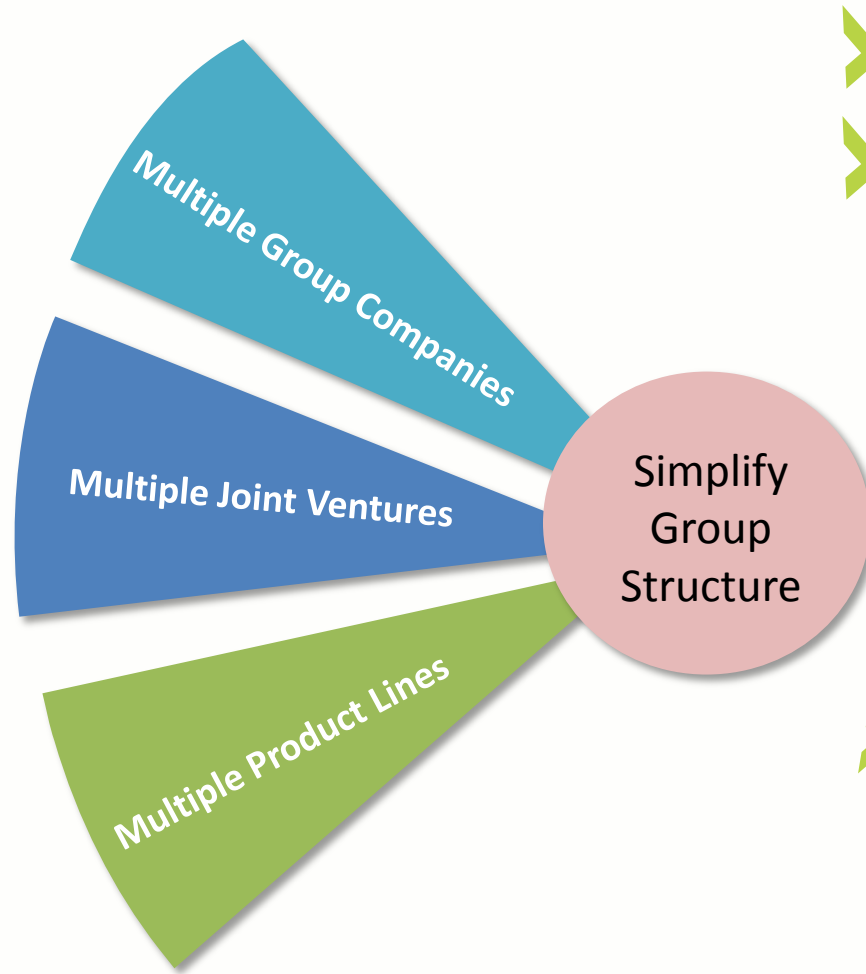 Multiple Group Companies
Multiple Joint Ventures
Multiple Product Lines
Simplify
Group
Structure